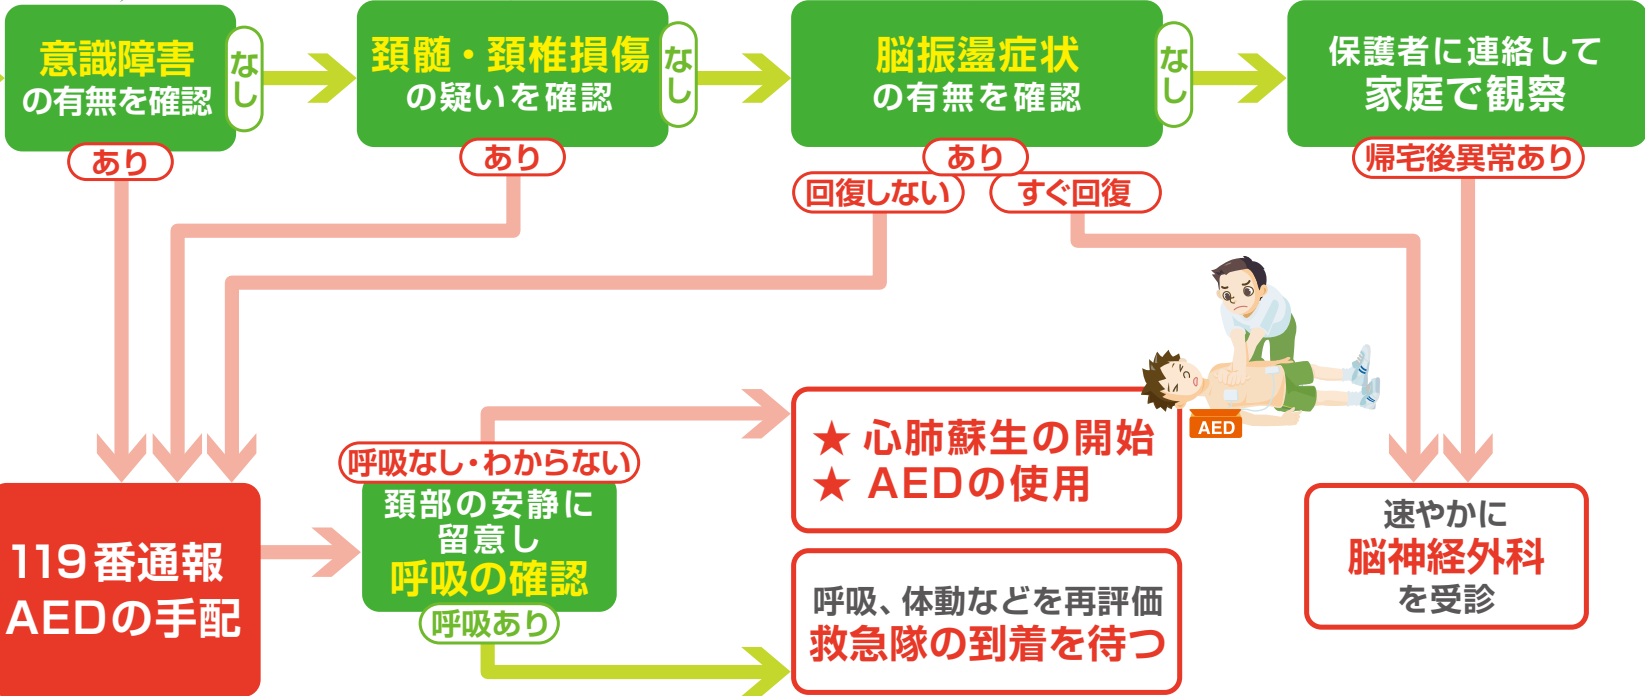 意識障害
の有無を確認
なし
あり
頚髄・頚椎損傷
の疑いを確認
なし
あり
脳振盪症状
の有無を確認
なし
あり
回復しない
すぐ回復
保護者に連絡して
家庭で観察
帰宅後異常あり
119番通報
AEDの手配
呼吸なし・わからない
頚部の安静に
留意し
呼吸の確認
呼吸あり
★ 心肺蘇生の開始
★ AEDの使用
AED
呼吸、体動などを再評価
救急隊の到着を待つ
速やかに
脳神経外科
を受診